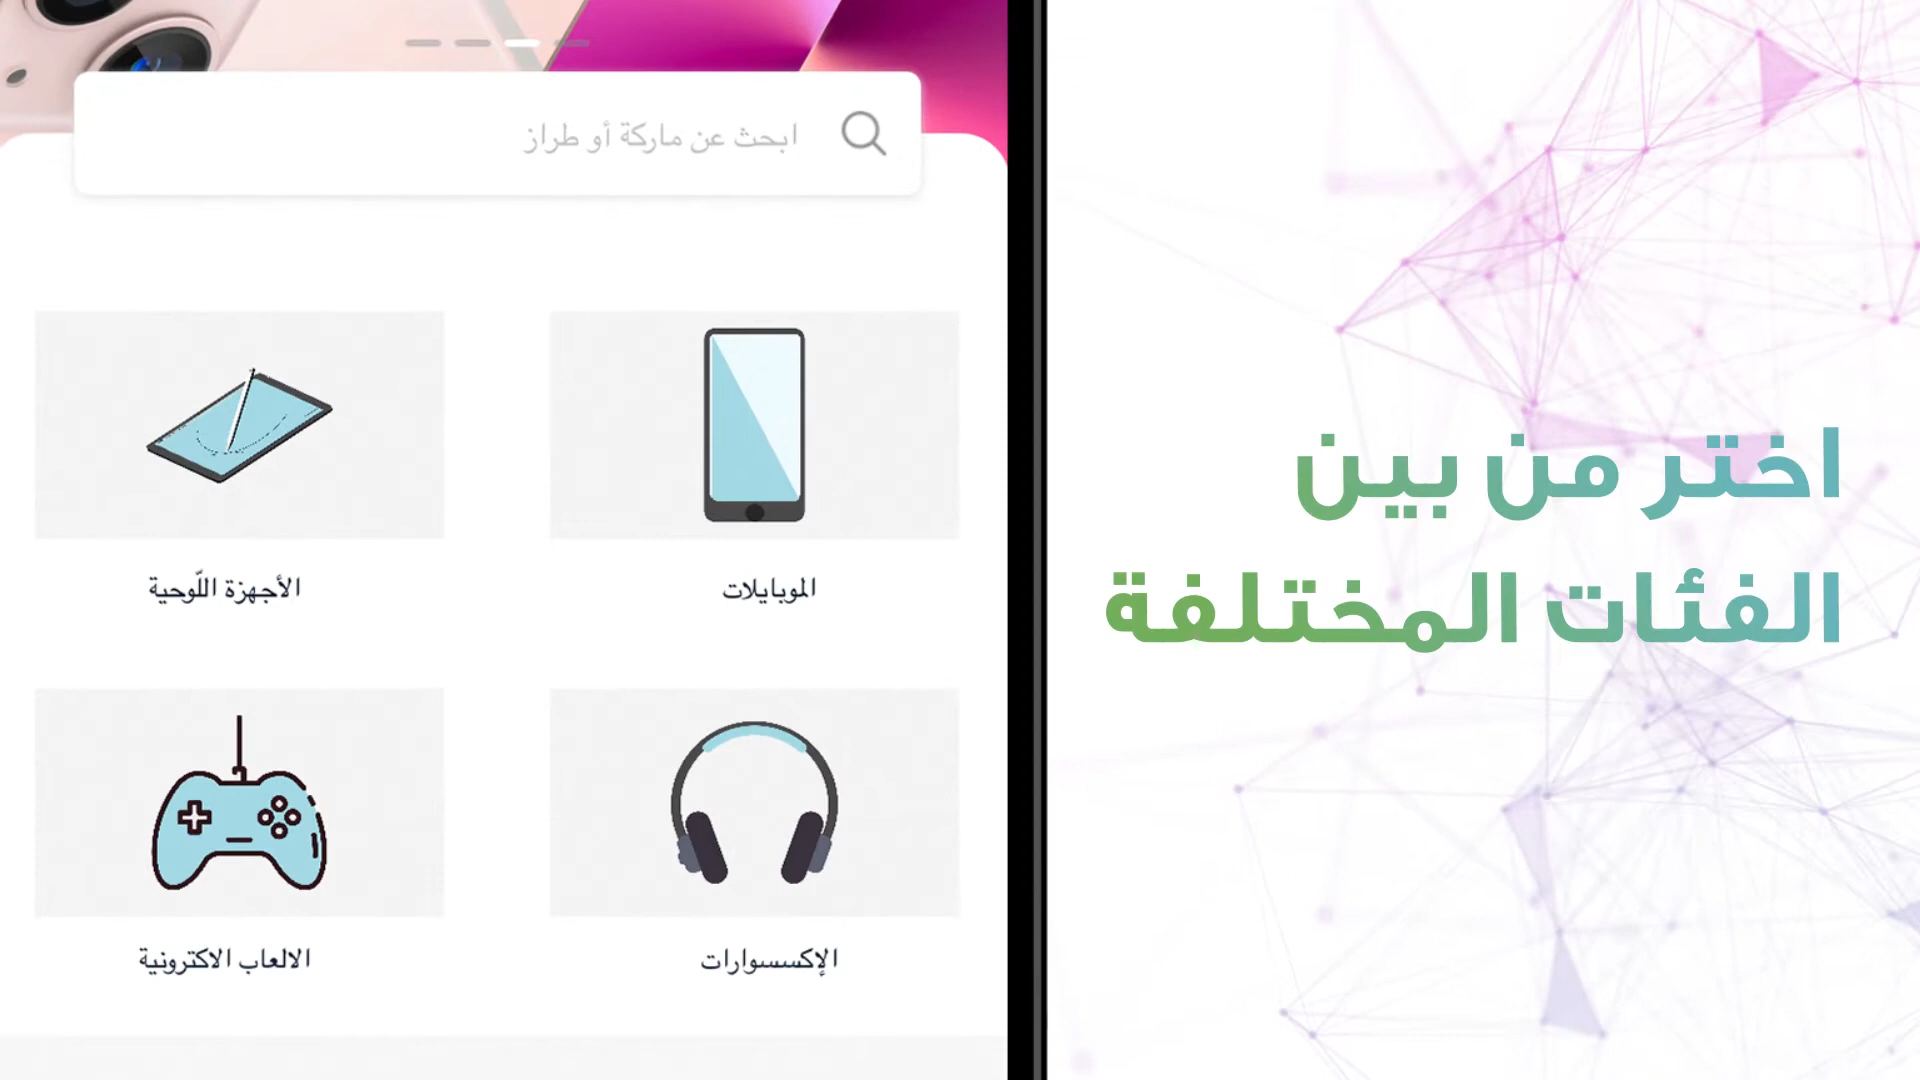 ابحث عن ماركة أو طراز
الموبايلات
الأجهزة اللّوحية
الإكسسوارات
الالعاب الاكترونية
اختر من بين
الفئات المختلفة